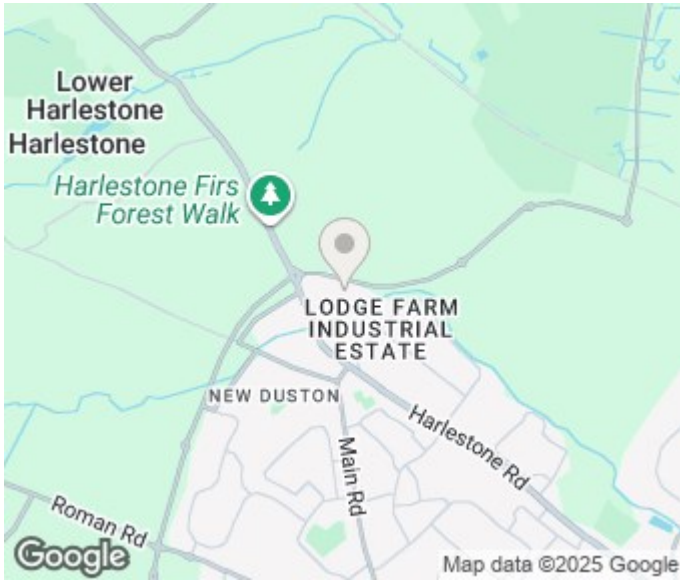 Lower
Harlestone
Harlestone
Harlestone Firs
Forest Walk
LODGE FARM
INDUSTRIAL
ESTATE
NEW DUSTON
Harlestone Rd
Main Rd
Roman Rd
Google
Map data ©2025 Google